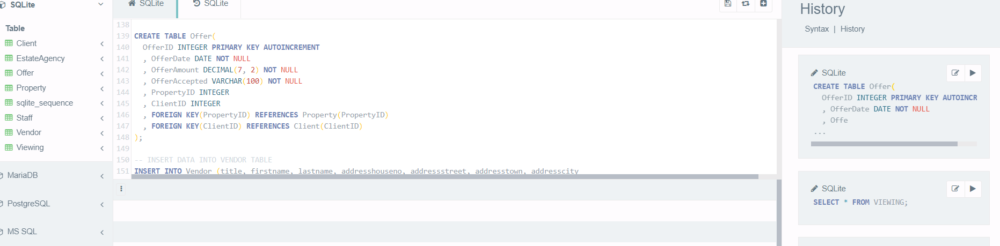 SQLite
Table
Client
EstateAgency
Offer
Property
sqlite_sequence
Staff
Vendor
Viewing
MariaDB
PostgreSQL
MS SQL
SQLite
SQLite
138
139 CREATE TABLE Offer(
140 OfferID INTEGER PRIMARY KEY AUTOINCREMENT
141 , OfferDate DATE NOT NULL
142 , OfferAmount DECIMAL(7, 2) NOT NULL
143 , OfferAccepted VARCHAR(100) NOT NULL
144 , PropertyID INTEGER
145 , ClientID INTEGER
146 , FOREIGN KEY(PropertyID) REFERENCES Property(PropertyID)
147 , FOREIGN KEY(ClientID) REFERENCES Client(ClientID)
148 );
149
150 -- INSERT DATA INTO VENDOR TABLE
151 INSERT INTO Vendor (title, firstname, lastname, addresshouseno, addressstreet, addresstown, addresscity
History
Syntax | History
SQLite
CREATE TABLE Offer(
OfferID INTEGER PRIMARY KEY AUTOINCR
, OfferDate DATE NOT NULL
, Offe
...
SQLite
SELECT * FROM VIEWING;